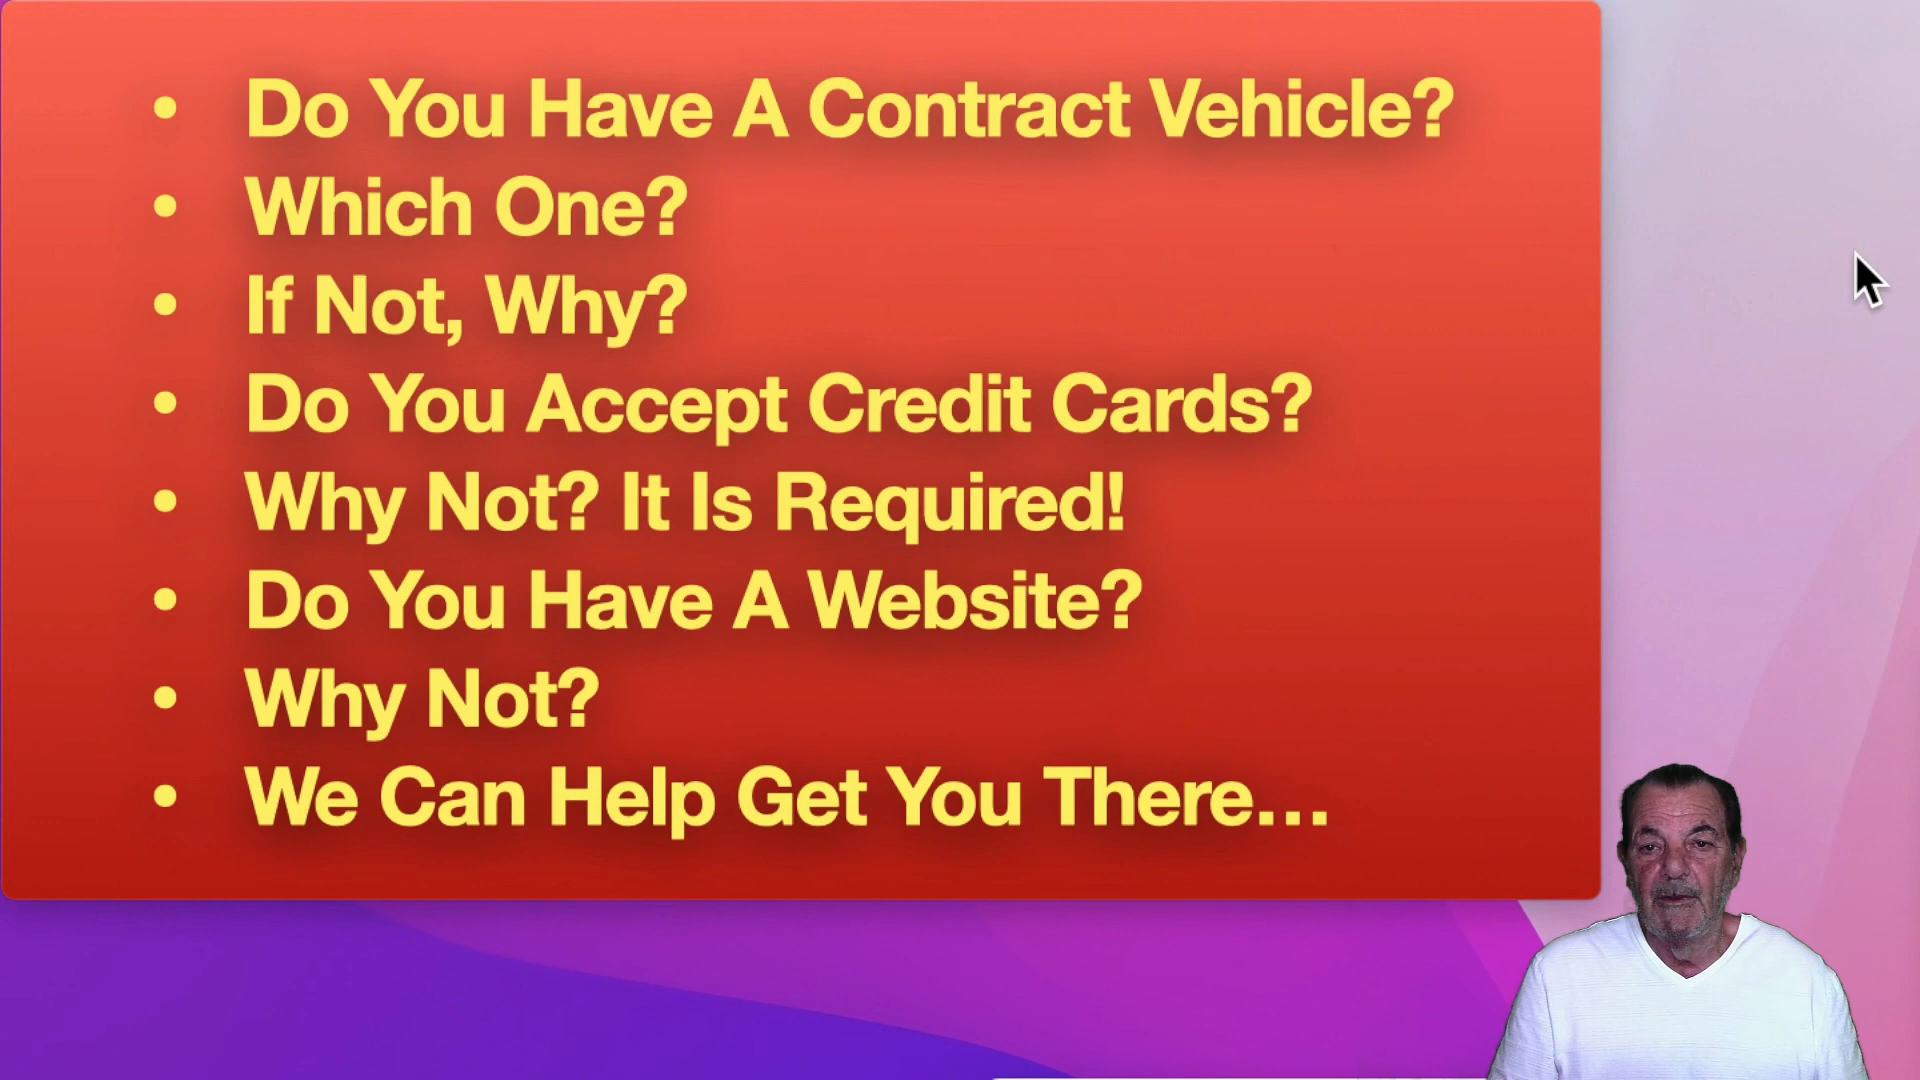 • Do You Have A Contract Vehicle?
• Which One?
• If Not, Why?
• Do You Accept Credit Cards?
• Why Not? It Is Required!
• Do You Have A Website?
• Why Not?
• We Can Help Get You There...